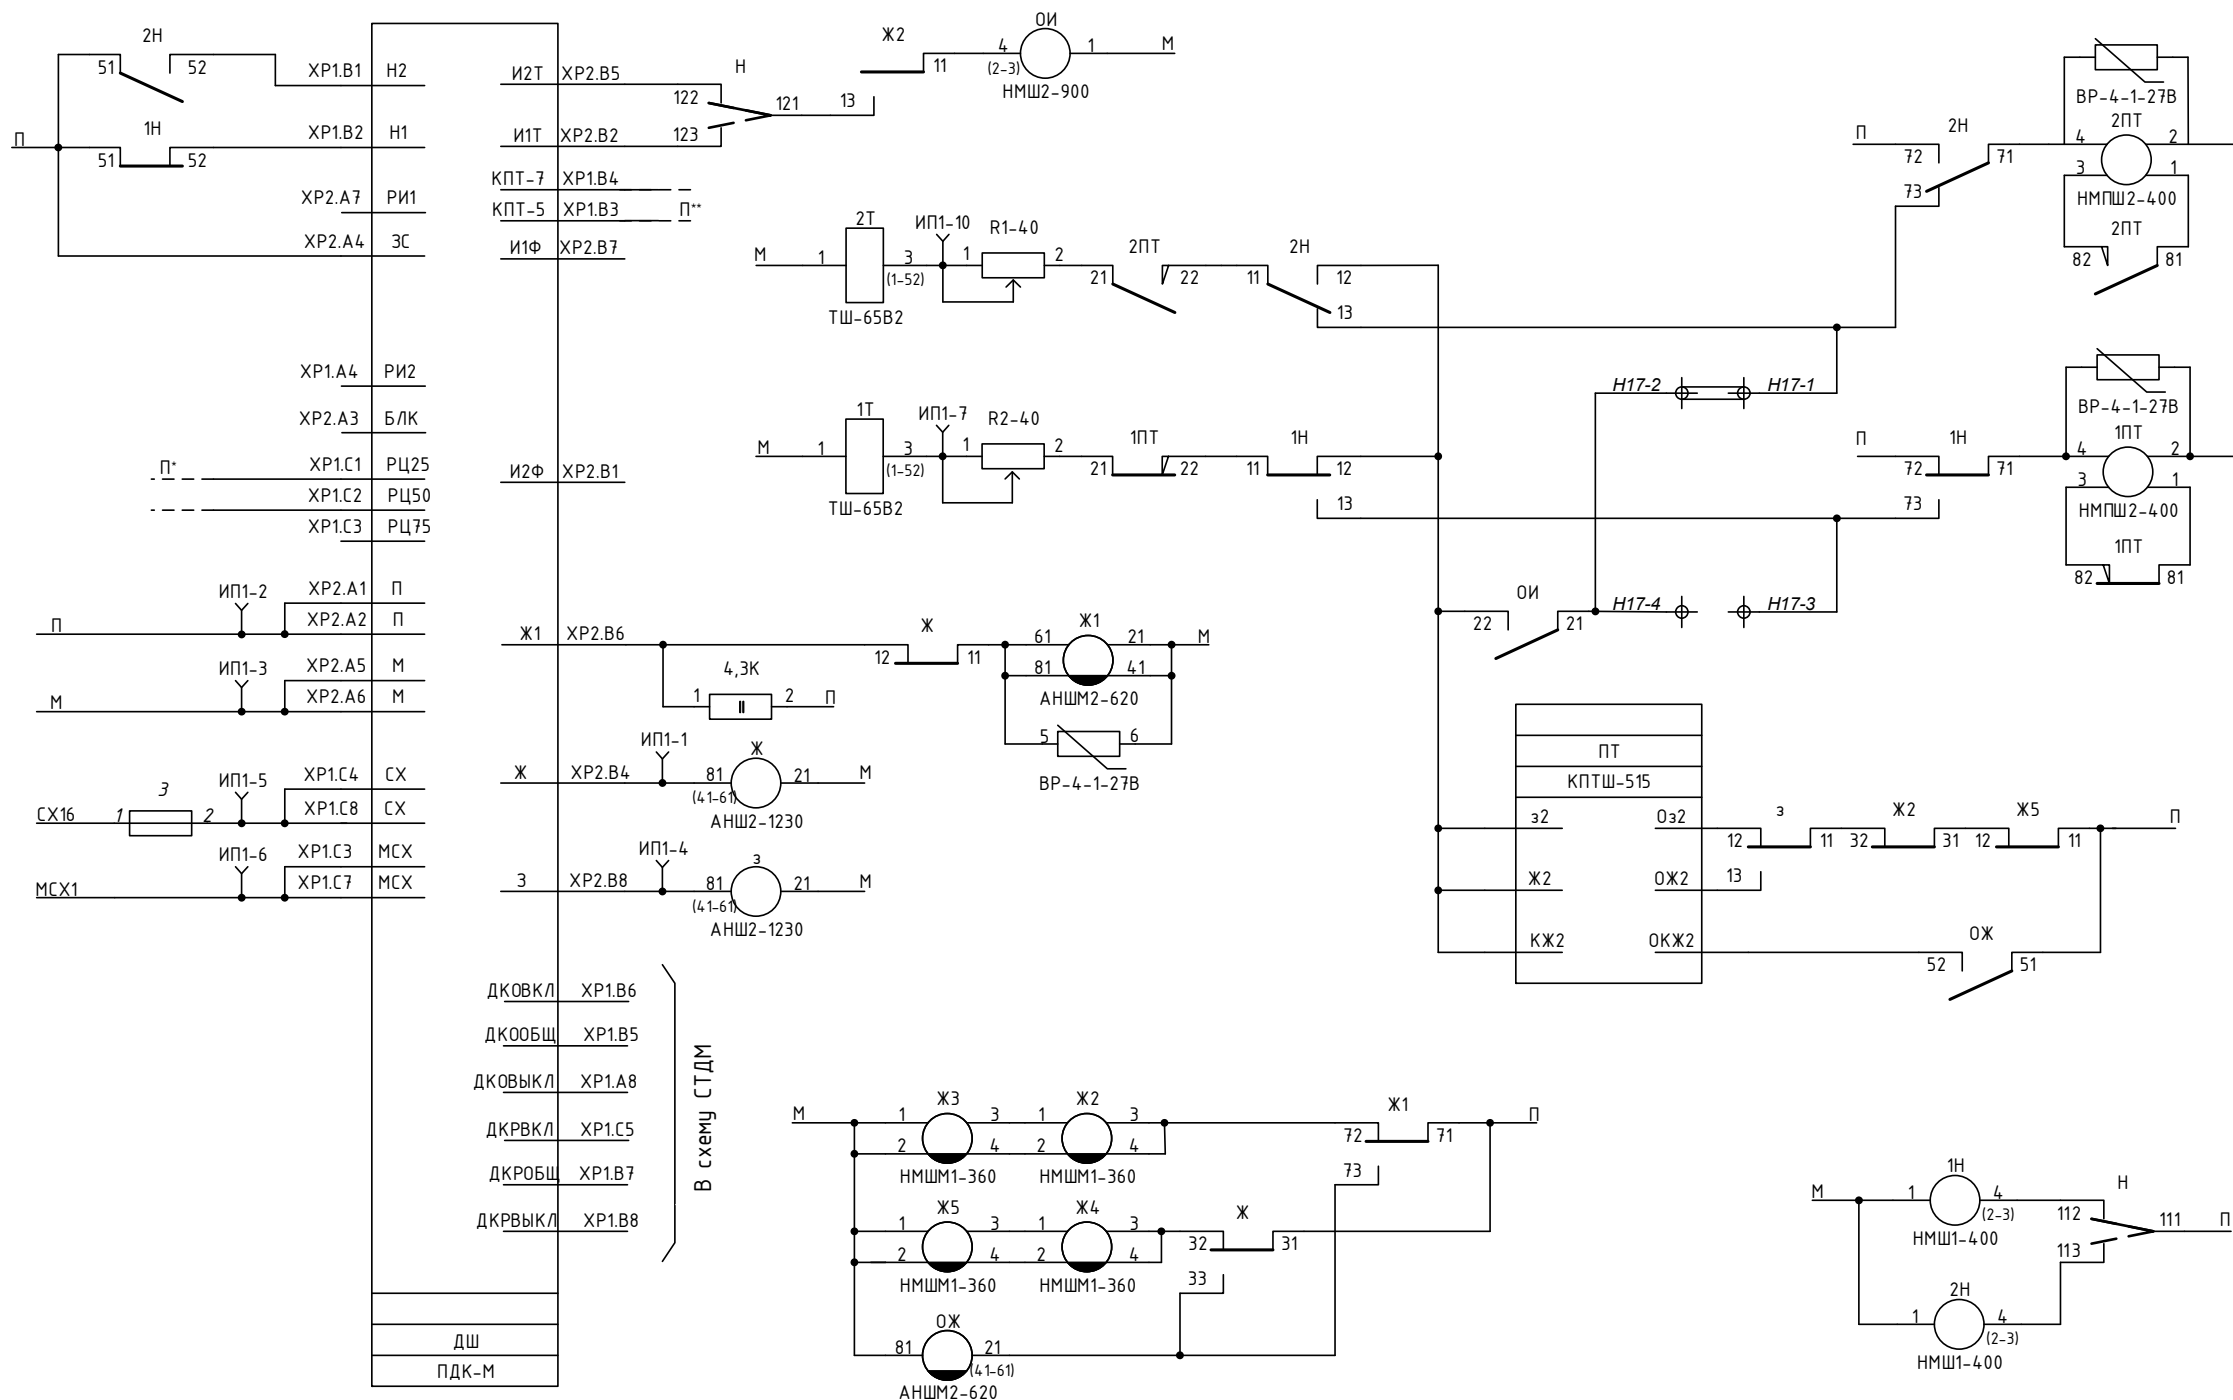 2Н
51 52
П
1Н
51 52
ХР1.В1 Н2
ХР1.В2 Н1
ХР2.А7 РИ1
ХР2.А4 ЗС
ХР1.А4 РИ2
ХР2.А3 БЛК
П* ХР1.С1 РЦ25
ХР1.С2 РЦ50
ХР1.С3 РЦ75
ИП1-2 ХР2.А1 П
П ХР2.А2 П
ИП1-3 ХР2.А5 М
М ХР2.А6 М
3 ИП1-5 ХР1.С4 СХ
СХ16 1 2 ХР1.С8 СХ
ИП1-6 ХР1.С3 МСХ
МСХ1 ХР1.С7 МСХ
И2Т ХР2.В5
И1Т ХР2.В2
КПТ-7 ХР1.В4
КПТ-5 ХР1.В3 П**
И1Ф ХР2.В7
И2Ф ХР2.В1
Ж1 ХР2.В6
Ж ХР2.В4
З ХР2.В8
ДКОВКЛ ХР1.В6
ДКООБЩ ХР1.В5
ДКОВЫКЛ ХР1.А8
ДКРВКЛ ХР1.С5
ДКРОБЩ ХР1.В7
ДКРВЫКЛ ХР1.В8
В схему СТДМ
ДШ
ПДК-М
Н
122 121
123
Ж2
13 11
ОИ
4 1 М
(2-3)
НМШ2-900
2Т ИП1-10 R1-40 2ПТ 2Н
М 1 3 1 2 21 22 11 12
(1-52) 13
ТШ-65В2
1Т ИП1-7 R2-40 1ПТ 1Н
М 1 3 1 2 21 22 11 12
(1-52) 13
ТШ-65В2
ВР-4-1-27В
П 2Н 2ПТ
72 71 4 2
73 3 1
НМПШ2-400
2ПТ
82 81
Н17-2 Н17-1
ВР-4-1-27В
П 1Н 1ПТ
72 71 4 2
73 3 1
НМПШ2-400
1ПТ
82 81
ОИ
22 21
Н17-4 Н17-3
Ж Ж1
12 11 61 21 М
81 41
АНШМ2-620
4,3К
1 2 П
5 6
ВР-4-1-27В
ИП1-1 Ж
81 21 М
(41-61)
АНШ2-1230
ИП1-4 з
81 21 М
(41-61)
АНШ2-1230
ПТ
КПТШ-515
з2 Оз2
Ж2 ОЖ2
КЖ2 ОКЖ2
з Ж2 Ж5 П
12 11 32 31 12 11
13
ОЖ
52 51
М Ж3 Ж2 Ж1 П
1 3 1 3 72 71
2 4 2 4 73
НМШМ1-360 НМШМ1-360
Ж5 Ж4 Ж
1 3 1 3 32 31
2 4 2 4 33
НМШМ1-360 НМШМ1-360
ОЖ
81 21
(41-61)
АНШМ2-620
М 1Н Н
1 4 112 111 П
(2-3) 113
НМШ1-400
2Н
1 4
(2-3)
НМШ1-400